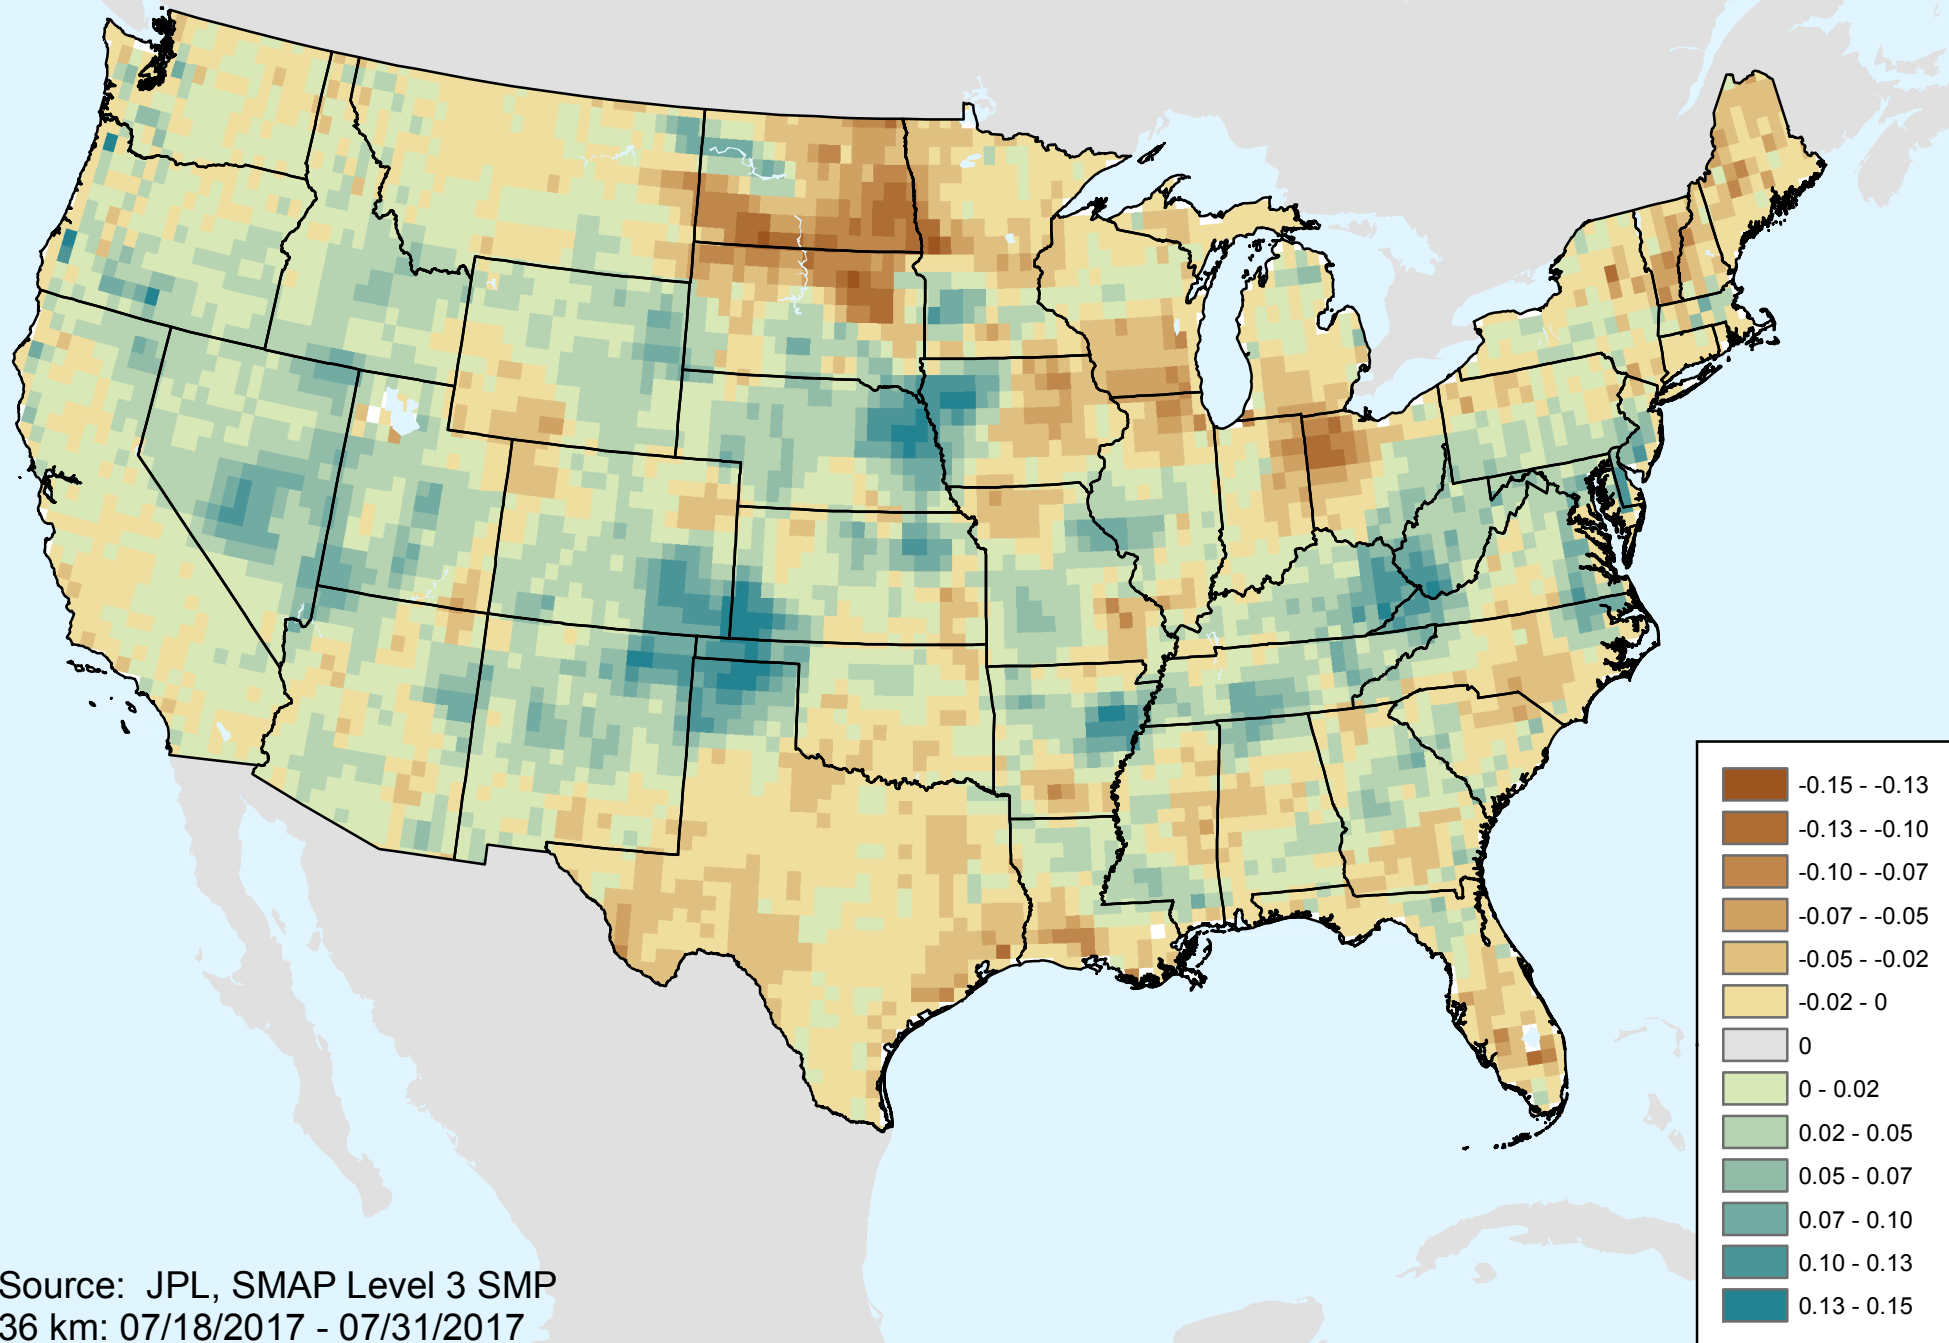 -0.15 - -0.13
-0.13 - -0.10
-0.10 - -0.07
-0.07 - -0.05
-0.05 - -0.02
-0.02 - 0
0
0 - 0.02
0.02 - 0.05
0.05 - 0.07
0.07 - 0.10
0.10 - 0.13
0.13 - 0.15
Source:  JPL, SMAP Level 3 SMP
36 km: 07/18/2017 - 07/31/2017